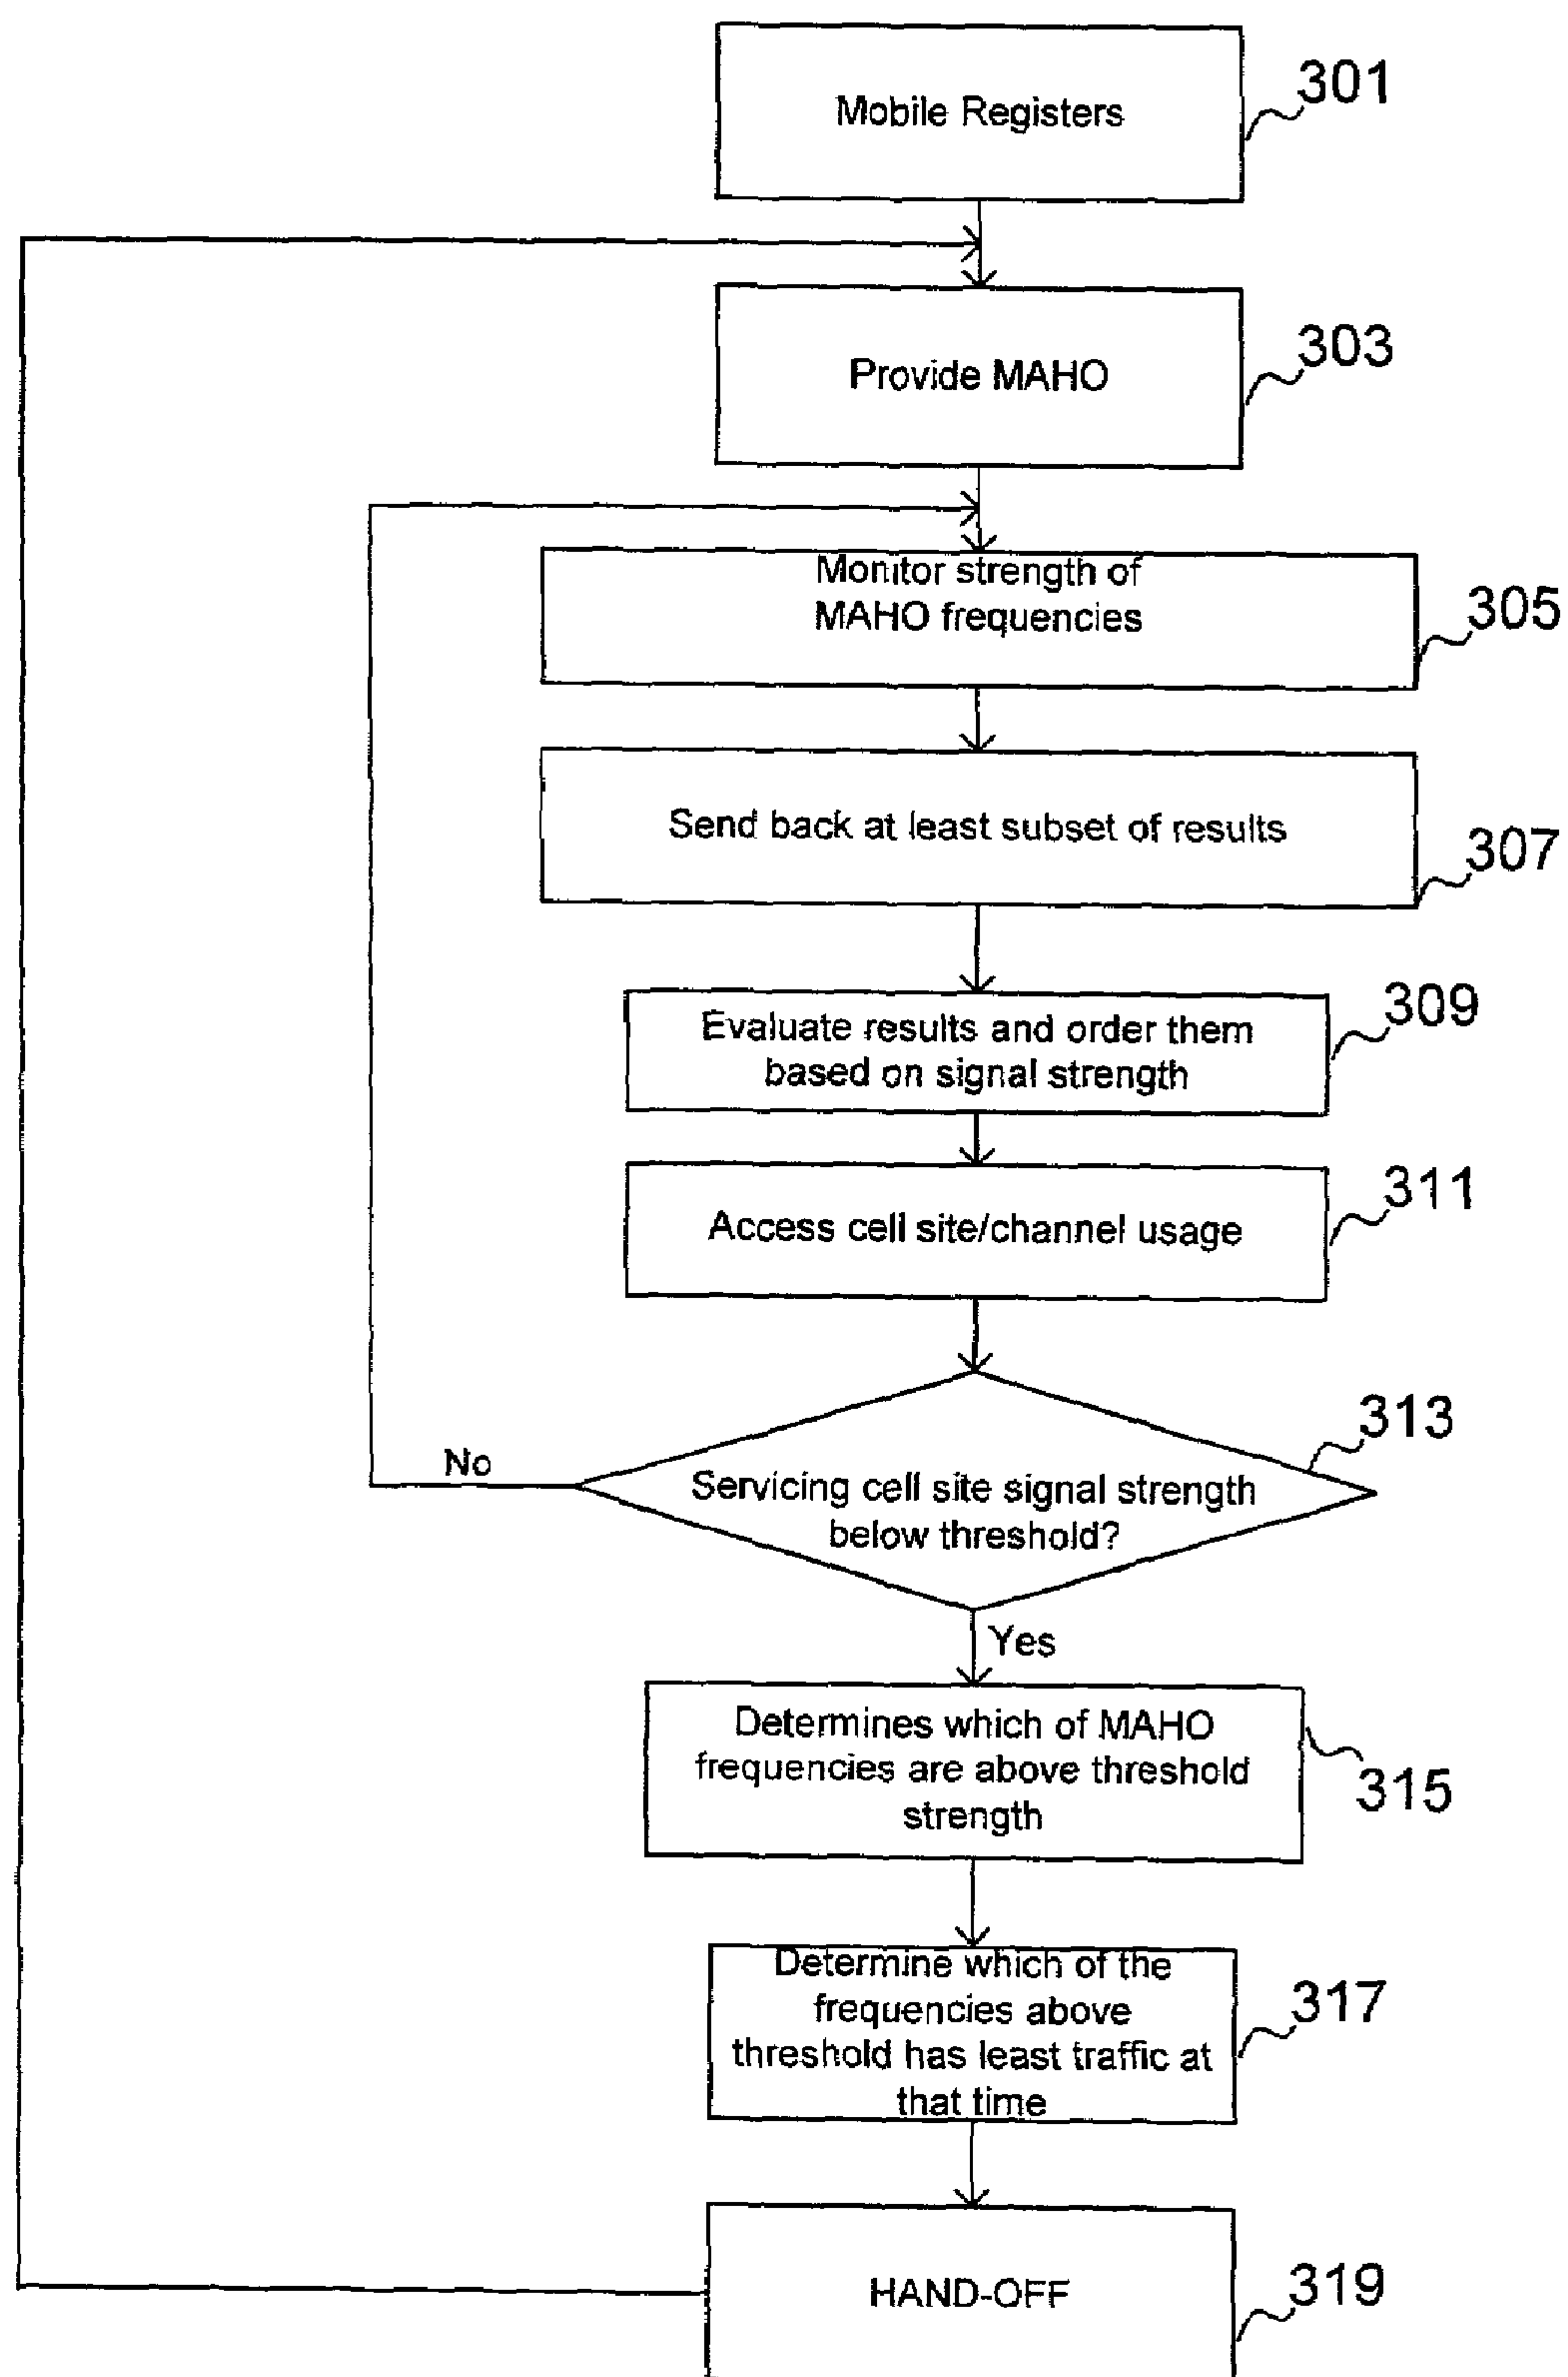 Mobile Registers
301
Provide MAHO
303
Monitor strength of
MAHO frequencies
305
Send back at least subset of results
307
Evaluate results and order them
based on signal strength
309
Access cell site/channel usage
311
Servicing cell site signal strength
below threshold?
313
No
Yes
Determines which of MAHO
frequencies are above threshold
strength
315
Determine which of the
frequencies above
threshold has least traffic at
that time
317
HAND-OFF
319